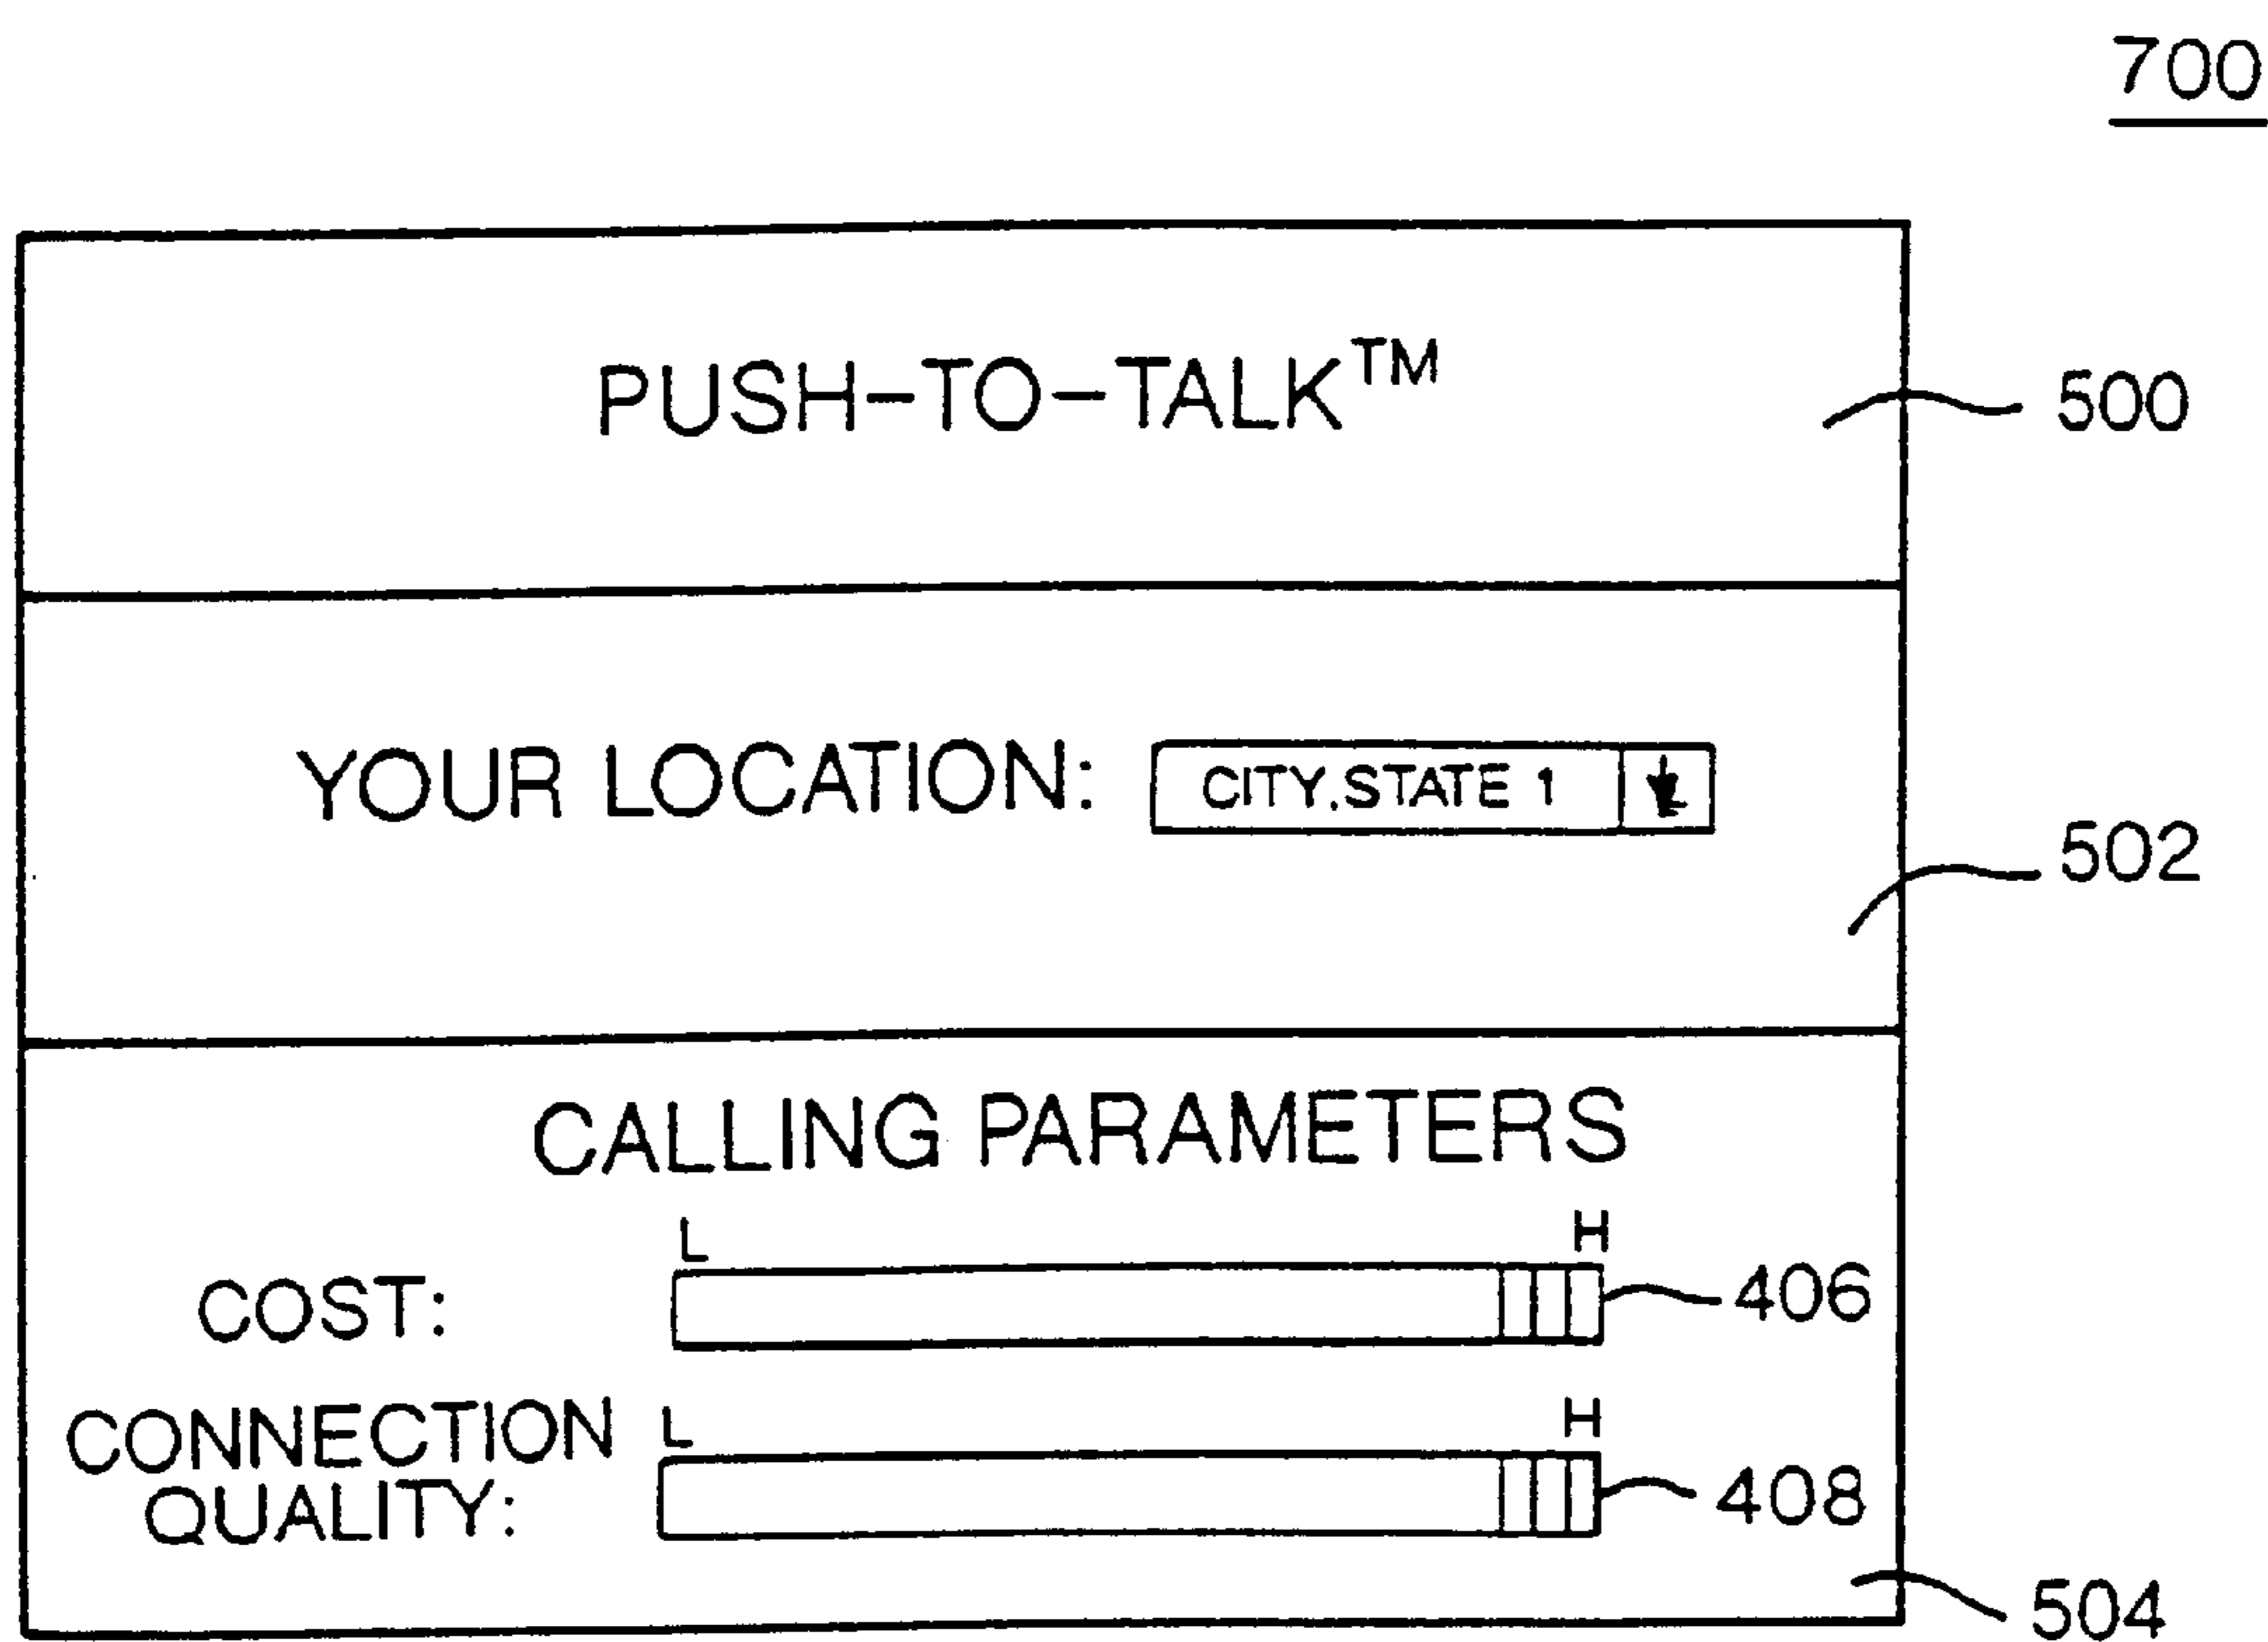 700
PUSH-TO-TALK™
500
YOUR LOCATION:
CITY.STATE 1
502
CALLING PARAMETERS
L H
COST:
406
CONNECTION
L H
QUALITY:
408
504